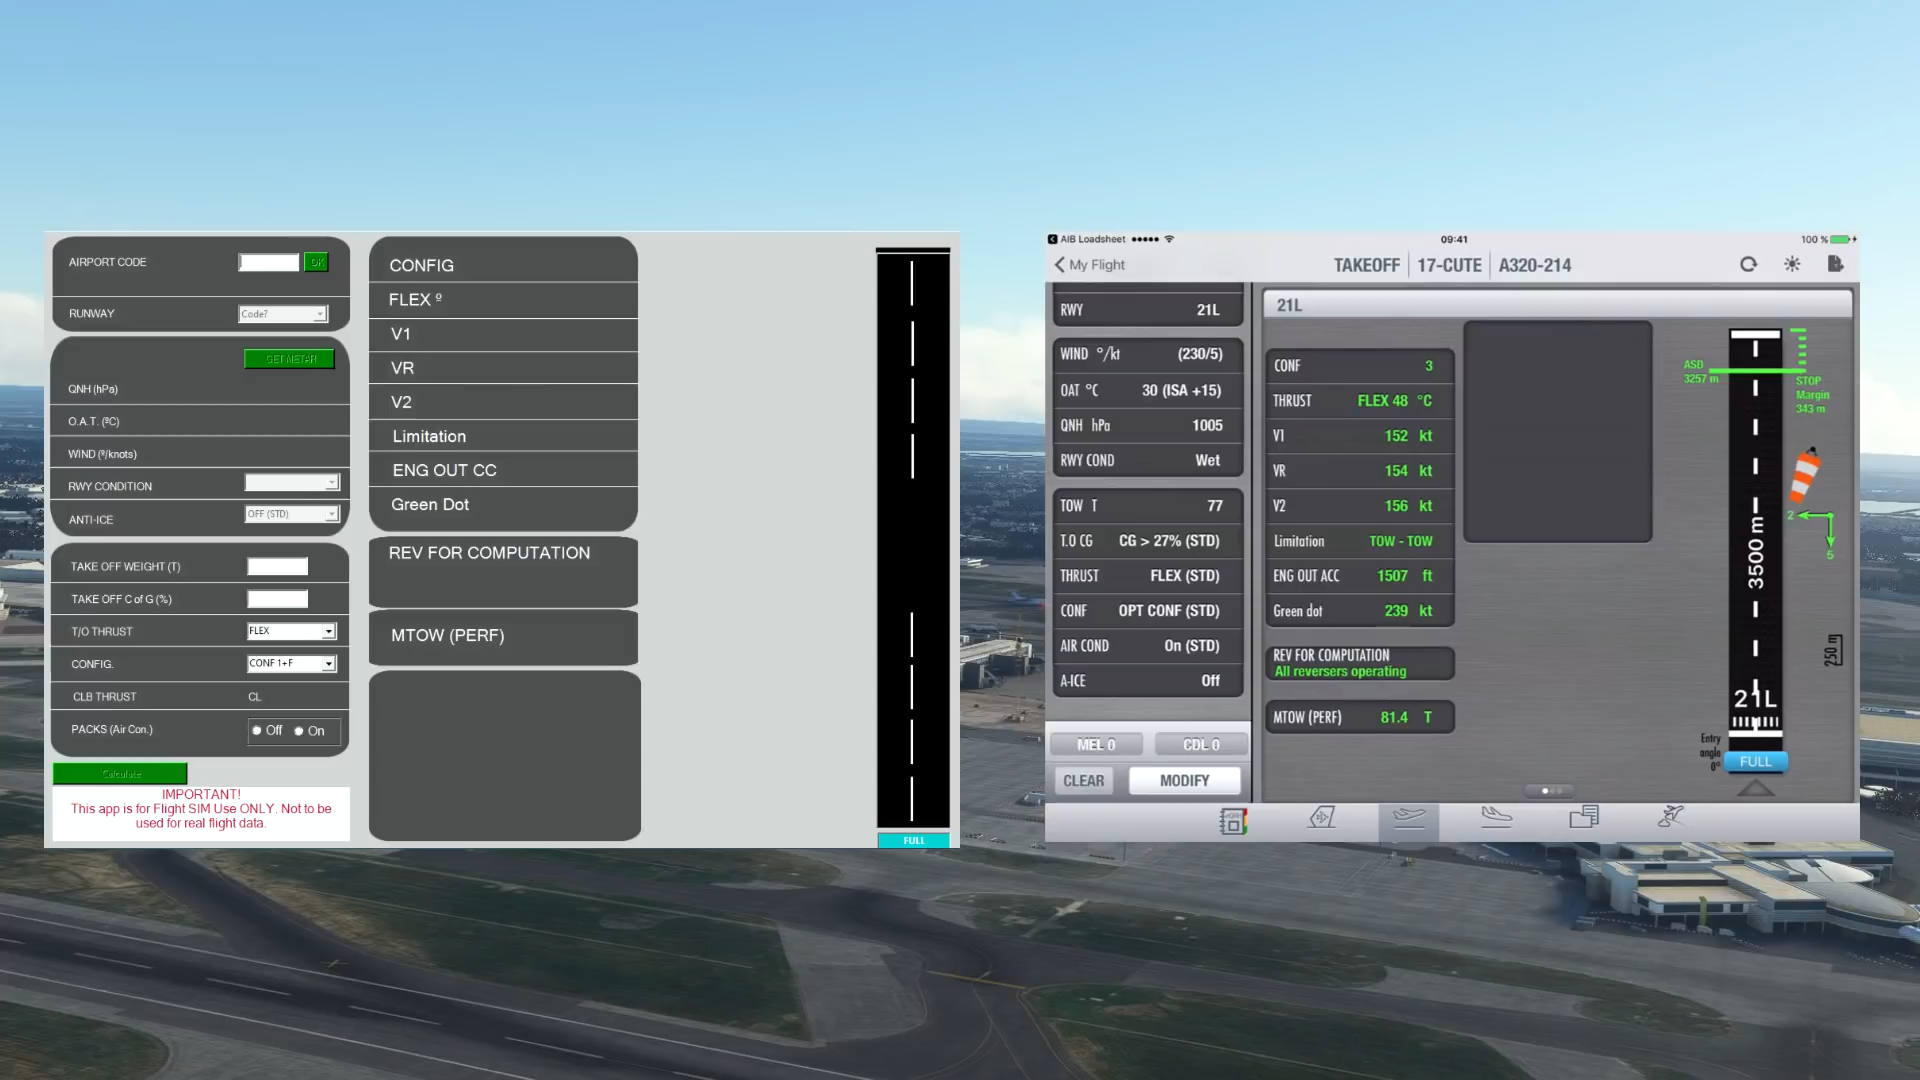 AIRPORT CODE OK
RUNWAY Code?
GET METAR
QNH (hPa)
O.A.T. (ºC)
WIND (º/knots)
RWY CONDITION
ANTI-ICE OFF (STD)
TAKE OFF WEIGHT (T)
TAKE OFF C of G (%)
T/O THRUST FLEX
CONFIG. CONF 1+F
CLB THRUST CL
PACKS (Air Con.) Off On
Calculate
IMPORTANT!
This app is for Flight SIM Use ONLY. Not to be
used for real flight data.
CONFIG
FLEX º
V1
VR
V2
Limitation
ENG OUT CC
Green Dot
REV FOR COMPUTATION
MTOW (PERF)
FULL
AIB Loadsheet 09:41 100 %
My Flight TAKEOFF 17-CUTE A320-214
RWY 21L
WIND °/kt (230/5)
OAT °C 30 (ISA +15)
QNH hPa 1005
RWY COND Wet
TOW T 77
T.O CG CG > 27% (STD)
THRUST FLEX (STD)
CONF OPT CONF (STD)
AIR COND On (STD)
A-ICE Off
MEL 0 CDL 0
CLEAR MODIFY
21L
CONF 3
THRUST FLEX 48 °C
V1 152 kt
VR 154 kt
V2 156 kt
Limitation TOW - TOW
ENG OUT ACC 1507 ft
Green dot 239 kt
REV FOR COMPUTATION
All reversers operating
MTOW (PERF) 81.4 T
ASD
3257 m
STOP
Margin
343 m
2
5
3500 m
250 m
21L
Entry
angle
0°
FULL